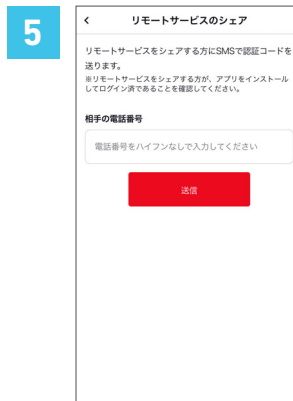 5
< リモートサービスのシェア
リモートサービスをシェアする方にSMSで認証コードを
送ります。
※リモートサービスをシェアする方が、アプリをインストール
してログイン済であることを確認してください。
相手の電話番号
電話番号をハイフンなしで入力してください
送信